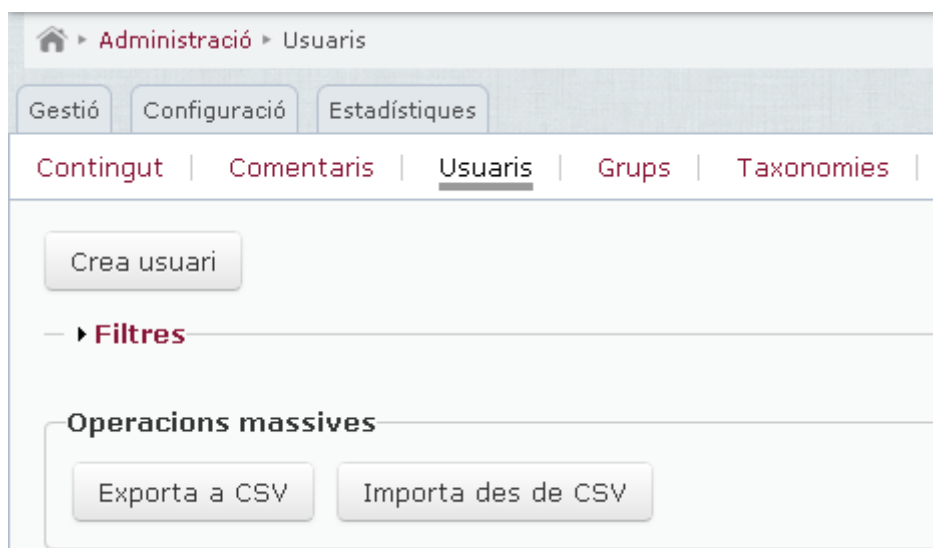 Administració Usuaris
Gestió Configuració Estadístiques
Contingut Comentaris Usuaris Grups Taxonomies
Crea usuari
Filtres
Operacions massives
Exporta a CSV Importa des de CSV